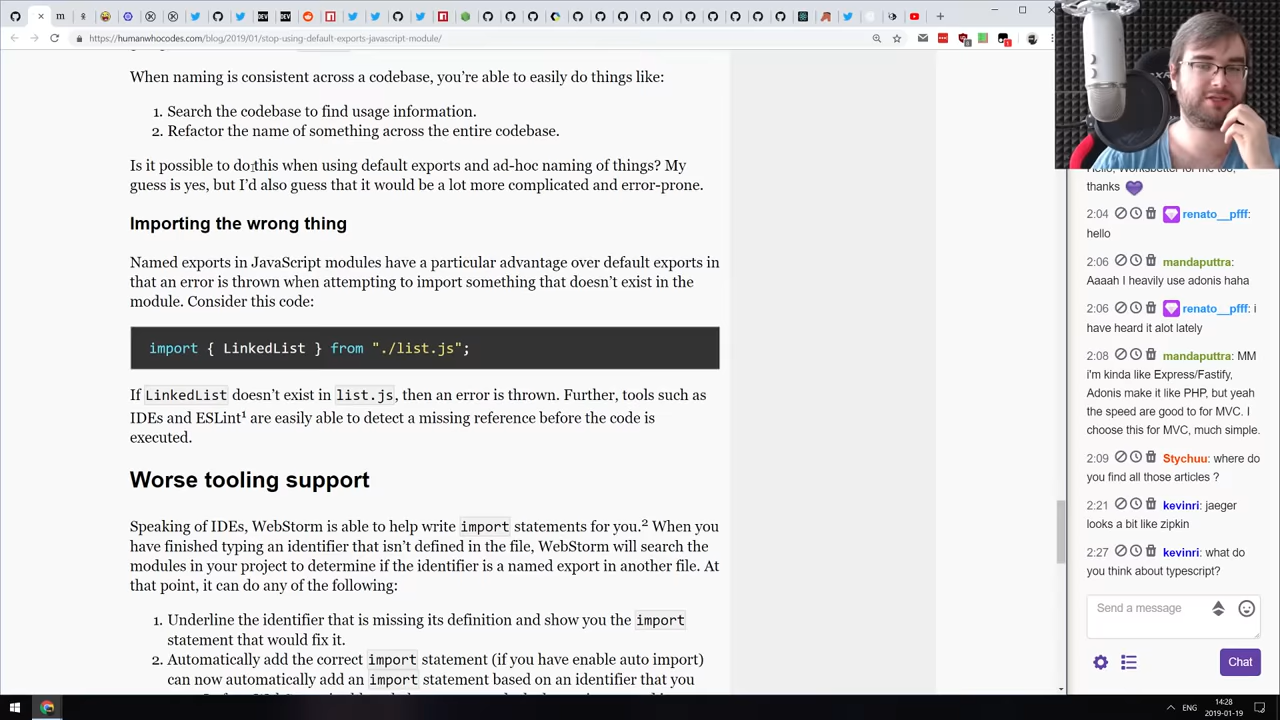 https://humanwhocodes.com/blog/2019/01/stop-using-default-exports-javascript-module/
When naming is consistent across a codebase, you're able to easily do things like:
1. Search the codebase to find usage information.
2. Refactor the name of something across the entire codebase.
Is it possible to do this when using default exports and ad-hoc naming of things? My
guess is yes, but I'd also guess that it would be a lot more complicated and error-prone.
Importing the wrong thing
Named exports in JavaScript modules have a particular advantage over default exports in
that an error is thrown when attempting to import something that doesn't exist in the
module. Consider this code:
import { LinkedList } from "./list.js";
If LinkedList doesn't exist in list.js, then an error is thrown. Further, tools such as
IDEs and ESLint¹ are easily able to detect a missing reference before the code is
executed.
Worse tooling support
Speaking of IDEs, WebStorm is able to help write import statements for you.² When you
have finished typing an identifier that isn't defined in the file, WebStorm will search the
modules in your project to determine if the identifier is a named export in another file. At
that point, it can do any of the following:
1. Underline the identifier that is missing its definition and show you the import
statement that would fix it.
2. Automatically add the correct import statement (if you have enable auto import)
can now automatically add an import statement based on an identifier that you
Hello, Worksbetter for me too,
thanks
2:04 renato__pfff:
hello
2:06 mandaputtra:
Aaaah I heavily use adonis haha
2:06 renato__pfff: i
have heard it alot lately
2:08 mandaputtra: MM
i'm kinda like Express/Fastify,
Adonis make it like PHP, but yeah
the speed are good to for MVC. I
choose this for MVC, much simple.
2:09 Stychuu: where do
you find all those articles ?
2:21 kevinri: jaeger
looks a bit like zipkin
2:27 kevinri: what do
you think about typescript?
Send a message
Chat
ENG
14:28
2019-01-19